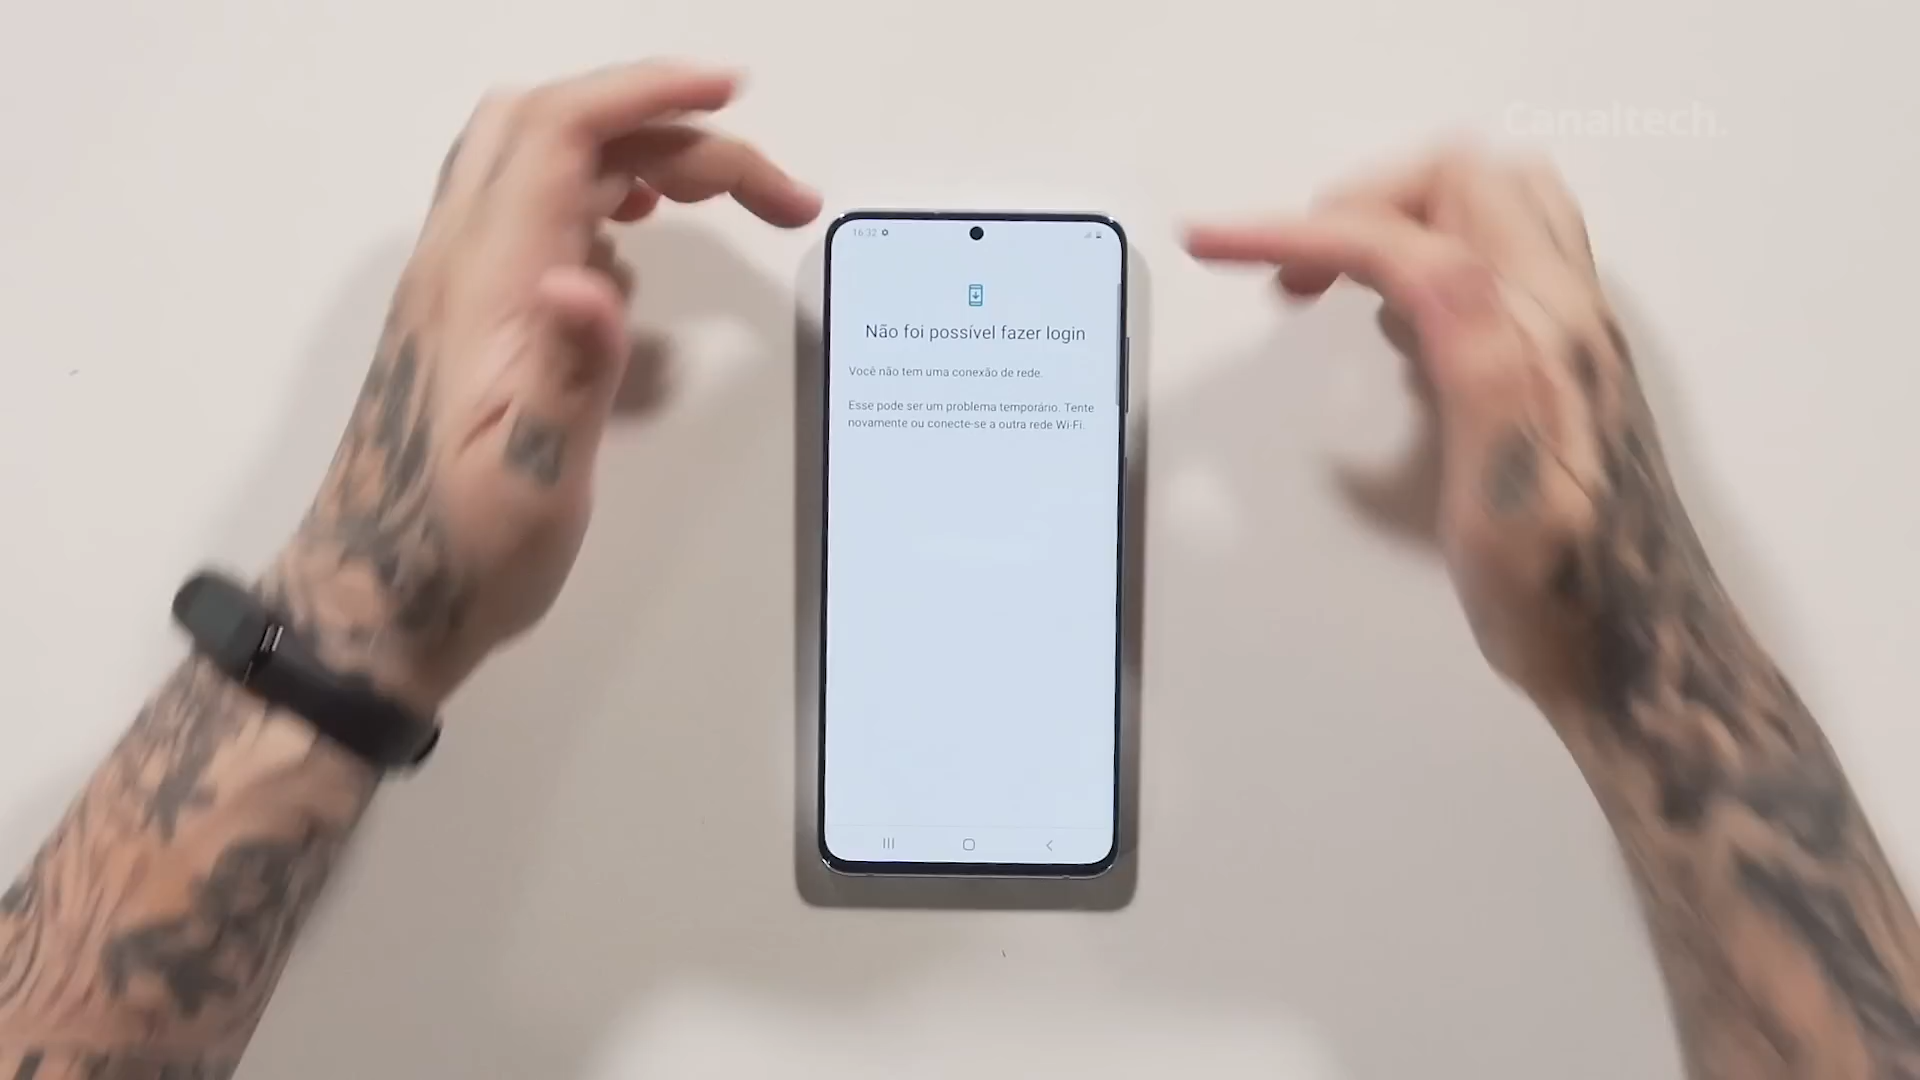 Canaltech.
16:32
Não foi possível fazer login
Você não tem uma conexão de rede.
Esse pode ser um problema temporário. Tente
novamente ou conecte-se a outra rede Wi-Fi.